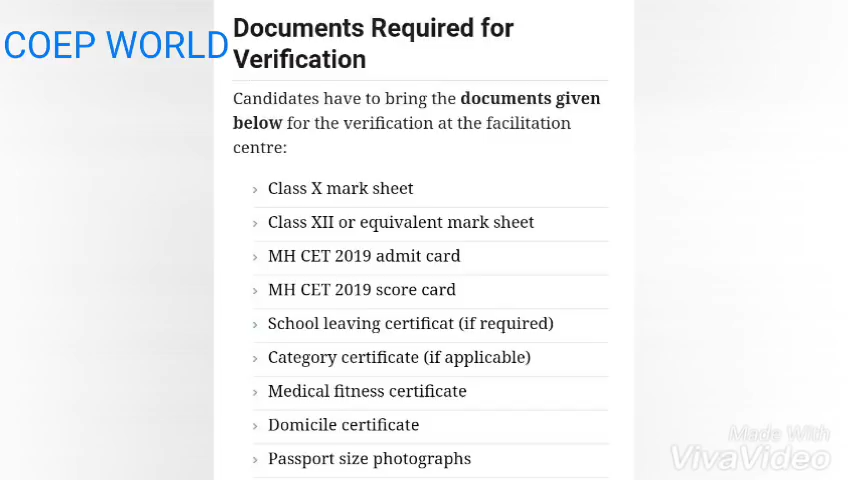 COEP WORLD
Documents Required for
Verification
Candidates have to bring the documents given
below for the verification at the facilitation
centre:
Class X mark sheet
Class XII or equivalent mark sheet
MH CET 2019 admit card
MH CET 2019 score card
School leaving certificat (if required)
Category certificate (if applicable)
Medical fitness certificate
Domicile certificate
Passport size photographs
Made With
VivaVideo